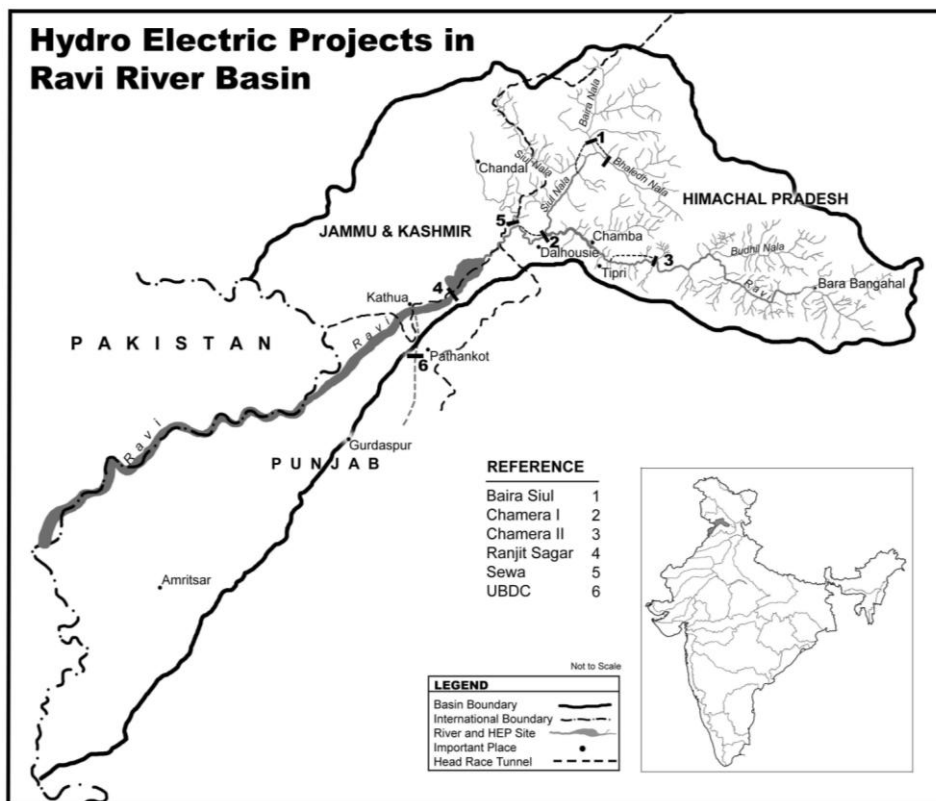 Hydro Electric Projects in
Ravi River Basin
Baira Nala
1
Siul Nala
Chandal
Bhaledh Nala
Siul Nala
HIMACHAL PRADESH
5
JAMMU & KASHMIR
2
Chamba
Dalhousie
3
Budhil Nala
Tipri
Ravi
Bara Bangahal
4
Kathua
PAKISTAN
Ravi
Pathankot
6
Ravi
Gurdaspur
PUNJAB
Amritsar
REFERENCE
Baira Siul 1
Chamera I 2
Chamera II 3
Ranjit Sagar 4
Sewa 5
UBDC 6
Not to Scale
LEGEND
Basin Boundary
International Boundary
River and HEP Site
Important Place
Head Race Tunnel